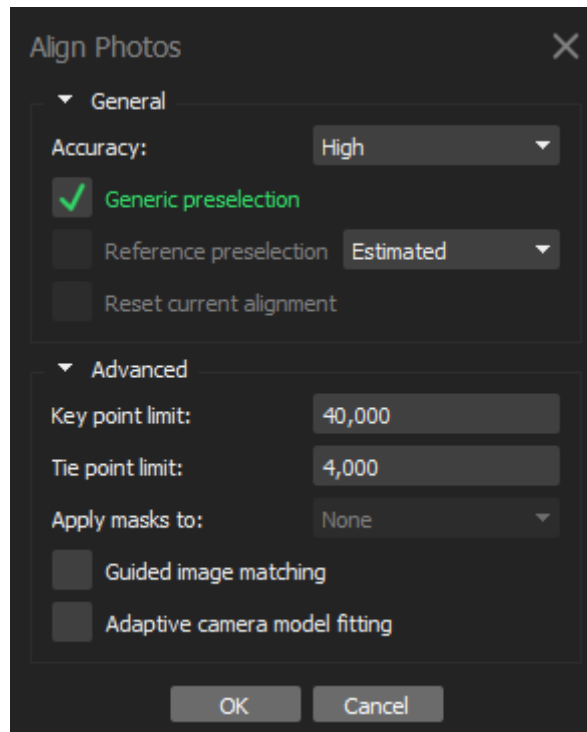 Align Photos
General
Accuracy: High
Generic preselection
Reference preselection Estimated
Reset current alignment
Advanced
Key point limit: 40,000
Tie point limit: 4,000
Apply masks to: None
Guided image matching
Adaptive camera model fitting
OK Cancel